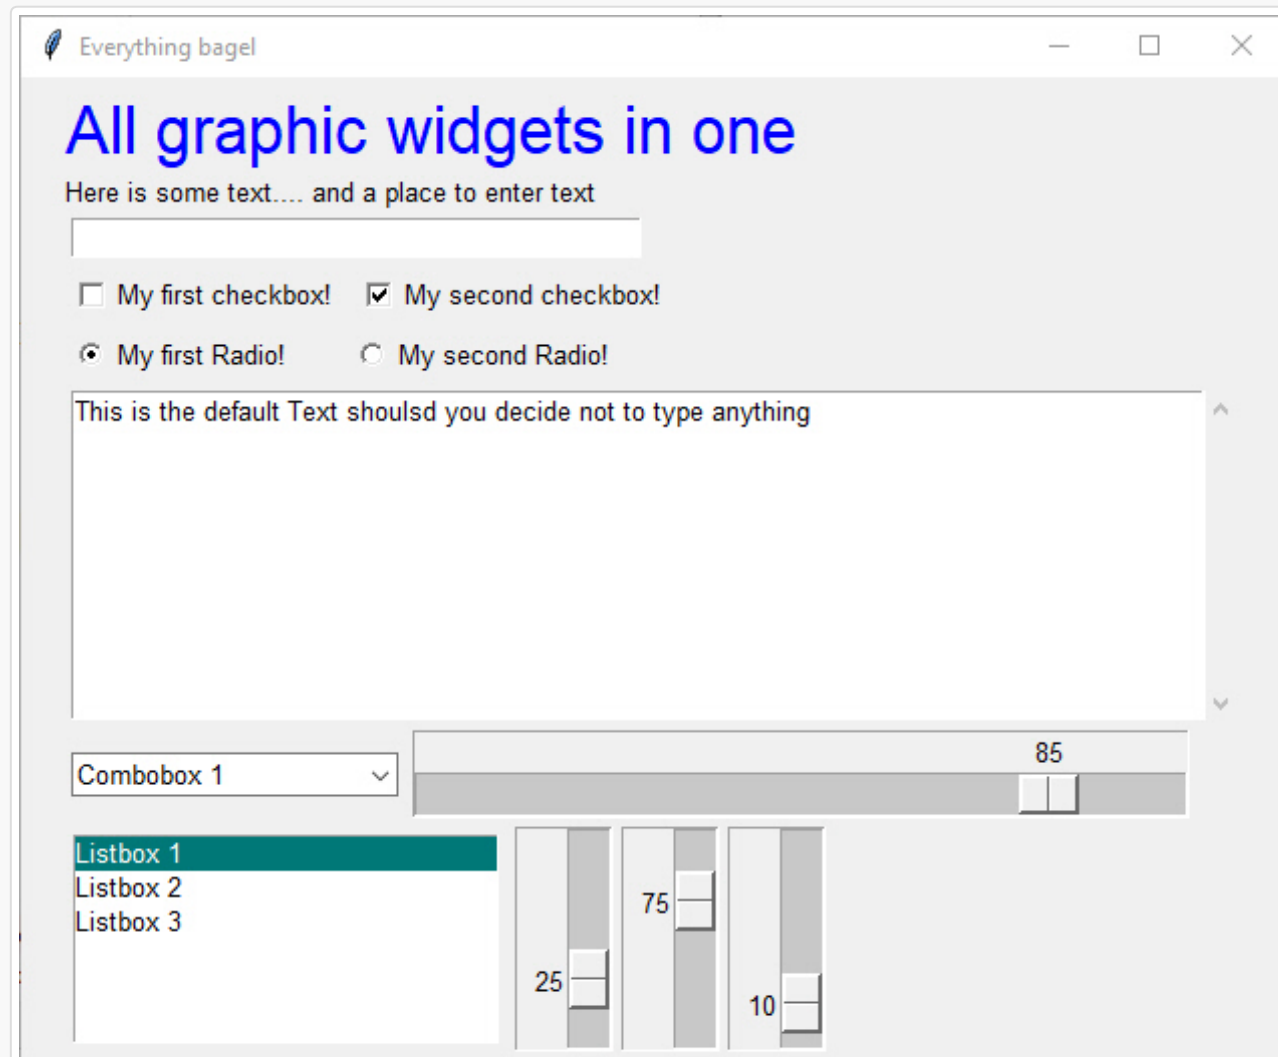 Everything bagel
All graphic widgets in one
Here is some text.... and a place to enter text
My first checkbox! My second checkbox!
My first Radio! My second Radio!
This is the default Text shoulsd you decide not to type anything
Combobox 1
85
Listbox 1
Listbox 2
Listbox 3
25
75
10